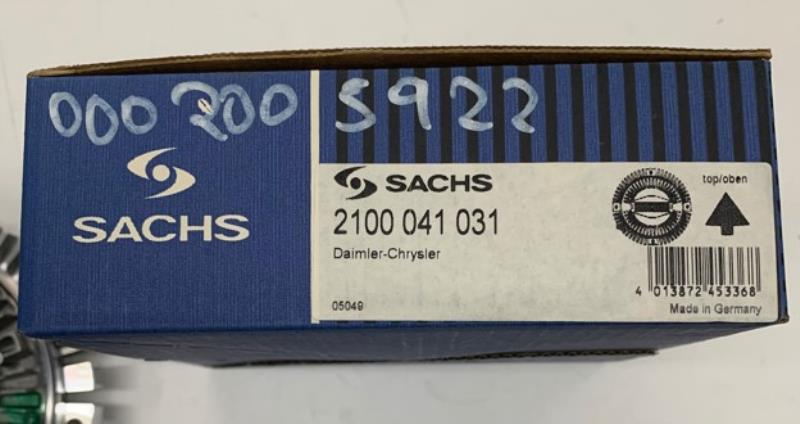 000 200 5922
SACHS
SACHS
2100 041 031
Daimler-Chrysler
05049
top/oben
4 013872 453368
Made in Germany